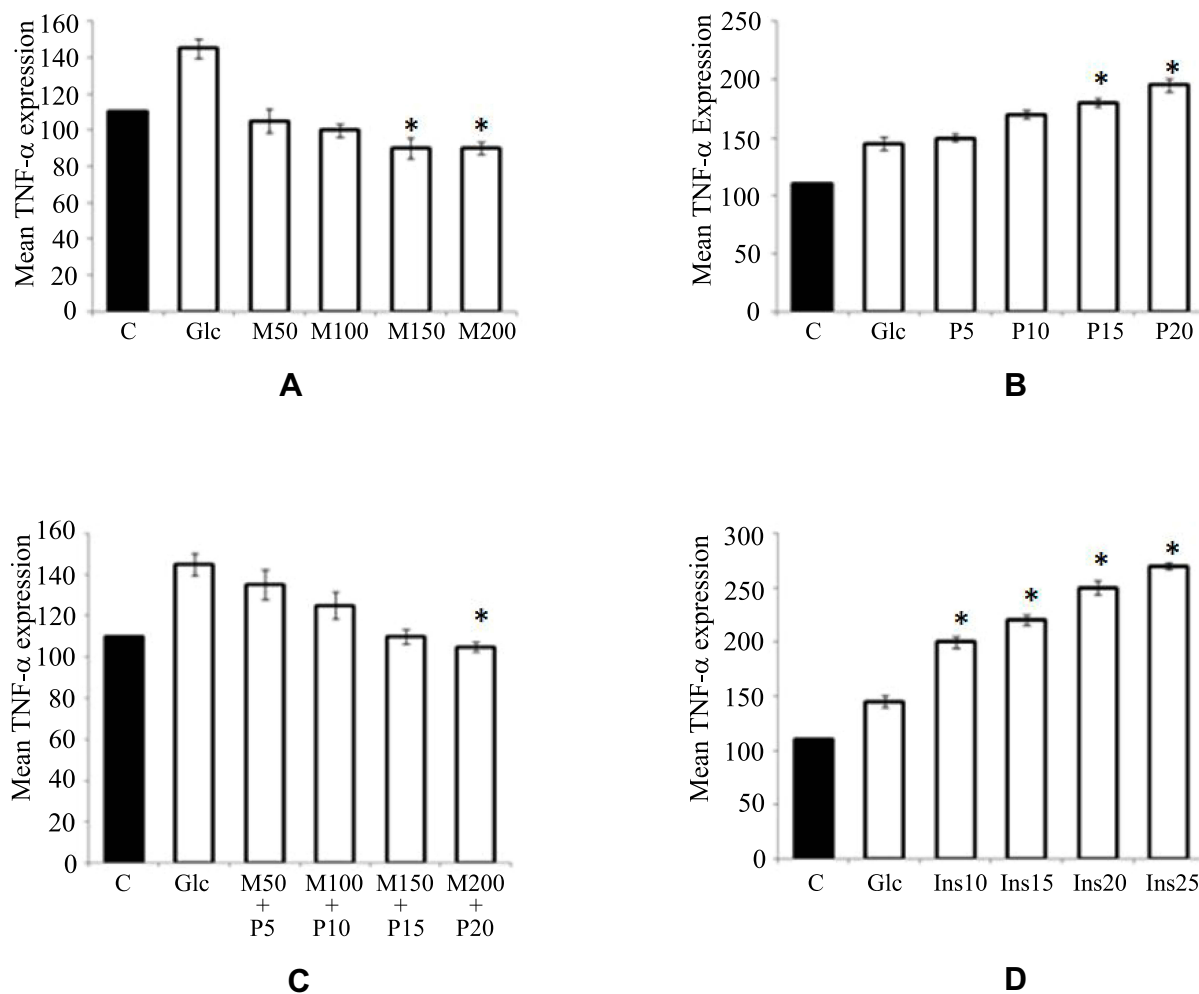 Mean TNF-α expression
160
140
120
100
80
60
40
20
0
C Glc M50 M100 M150 M200
* *
A
Mean TNF-α Expression
250
200
150
100
50
0
C Glc P5 P10 P15 P20
* *
B
Mean TNF-α expression
160
140
120
100
80
60
40
20
0
*
C Glc M50 M100 M150 M200
+ + + +
P5 P10 P15 P20
C
Mean TNF-α expression
300
250
200
150
100
50
0
* * * *
C Glc Ins10 Ins15 Ins20 Ins25
D